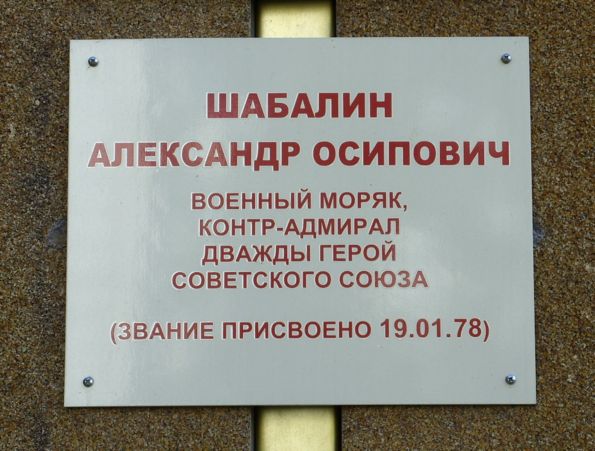 ШАБАЛИН
АЛЕКСАНДР ОСИПОВИЧ
ВОЕННЫЙ МОРЯК,
КОНТР-АДМИРАЛ
ДВАЖДЫ ГЕРОЙ
СОВЕТСКОГО СОЮЗА
(ЗВАНИЕ ПРИСВОЕНО 19.01.78)